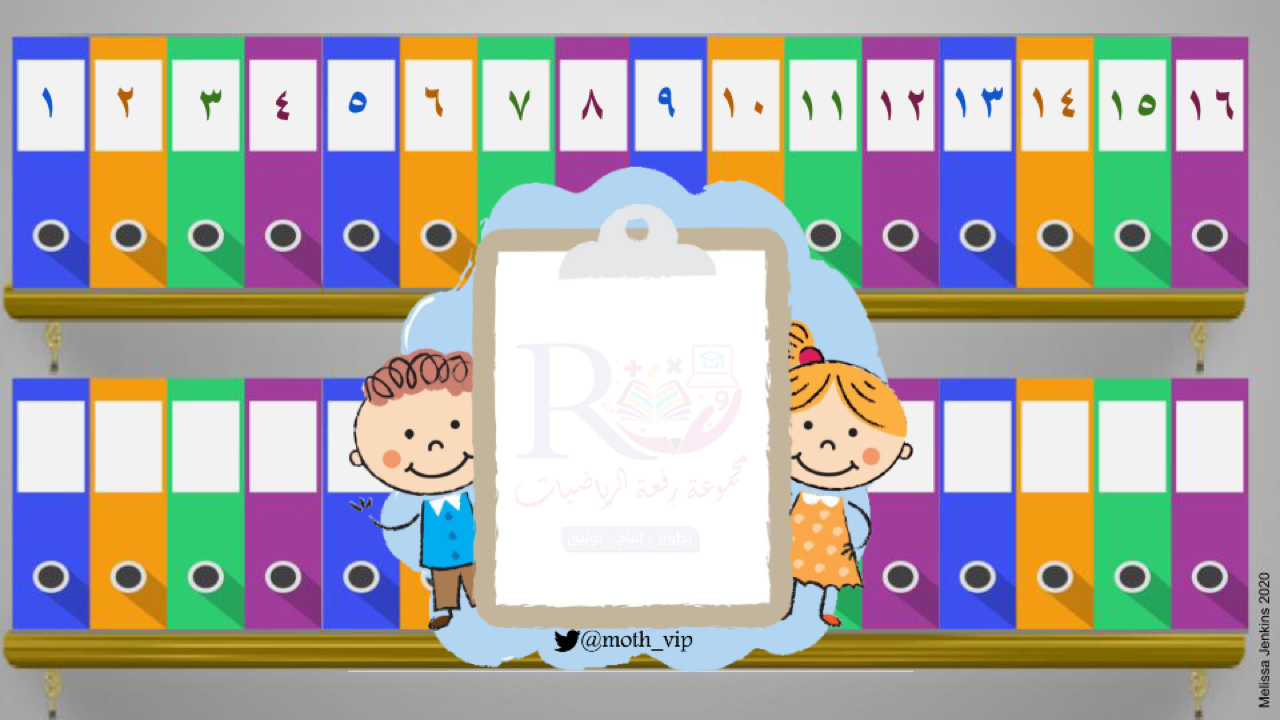 ١ ٢ ٣ ٤ ٥ ٦ ٧ ٨ ٩ ١٠ ١١ ١٢ ١٣ ١٤ ١٥ ١٦
R
مجموعة رفعة الرياضيات
تطوير - إنتاج - توثيق
@moth_vip
Melissa Jenkins 2020